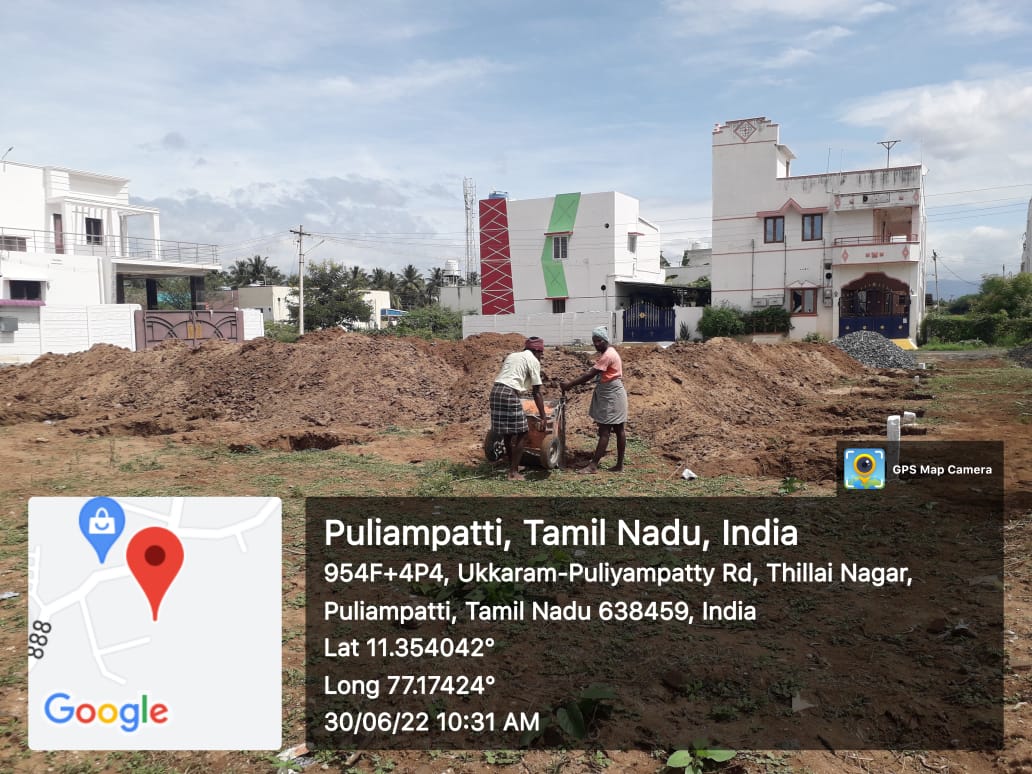 GPS Map Camera
Puliampatti, Tamil Nadu, India
954F+4P4, Ukkaram-Puliyampatty Rd, Thillai Nagar,
Puliampatti, Tamil Nadu 638459, India
Lat 11.354042°
Long 77.17424°
30/06/22 10:31 AM
888
Google